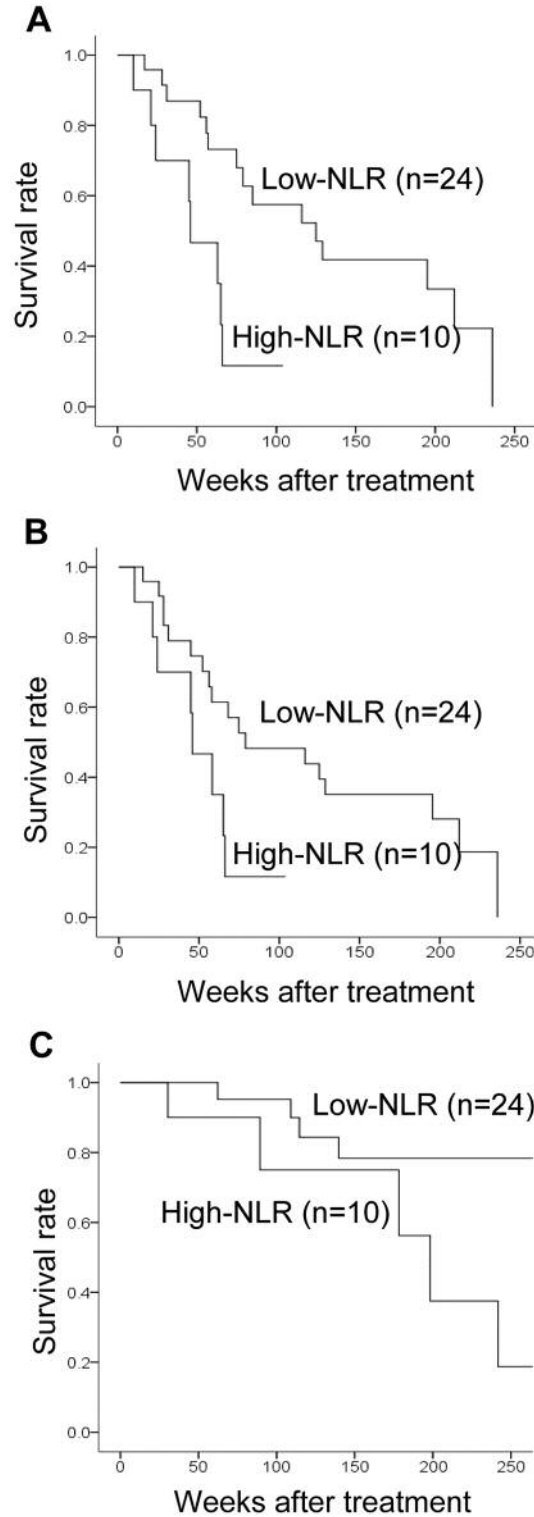 A
1.0
0.8
0.6
0.4
0.2
0.0
Survival rate
Low-NLR (n=24)
High-NLR (n=10)
0 50 100 150 200 250
Weeks after treatment
B
1.0
0.8
0.6
0.4
0.2
0.0
Survival rate
Low-NLR (n=24)
High-NLR (n=10)
0 50 100 150 200 250
Weeks after treatment
C
1.0
0.8
0.6
0.4
0.2
0.0
Survival rate
Low-NLR (n=24)
High-NLR (n=10)
0 50 100 150 200 250
Weeks after treatment